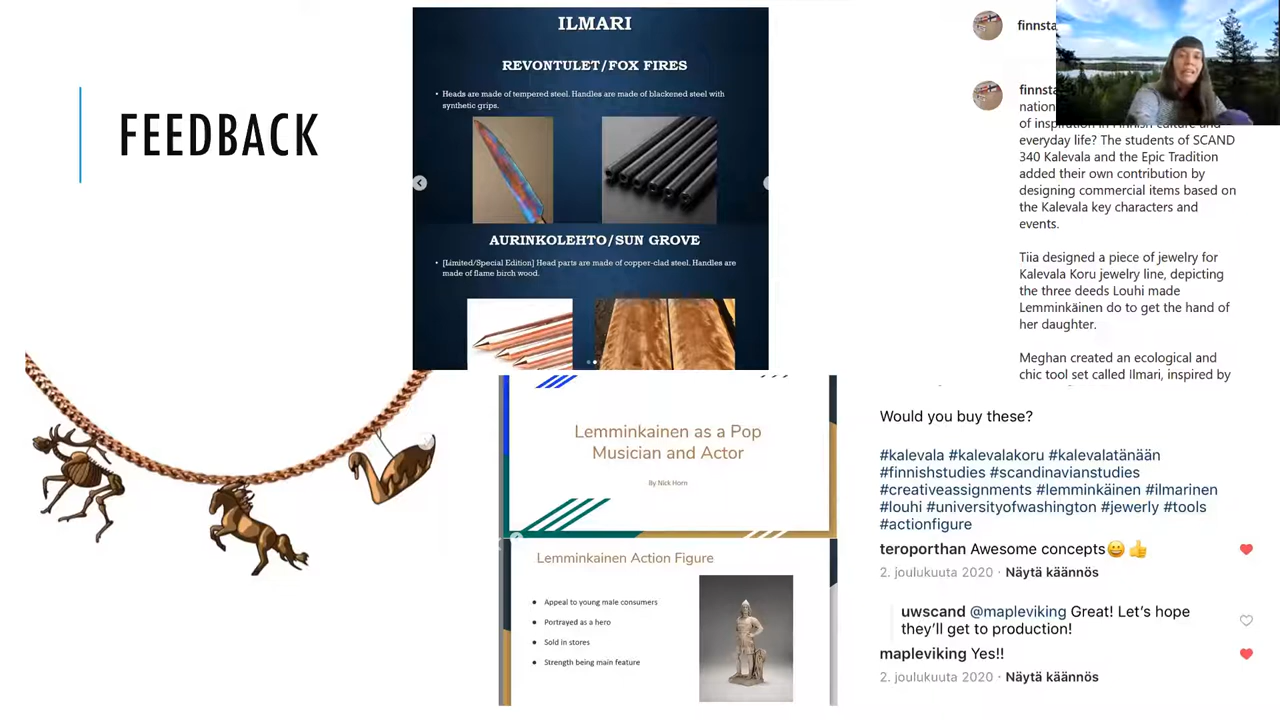 FEEDBACK
ILMARI
REVONTULET/FOX FIRES
• Heads are made of tempered steel. Handles are made of blackened steel with
synthetic grips.
AURINKOLEHTO/SUN GROVE
• [Limited/Special Edition] Head parts are made of copper-clad steel. Handles are
made of flame birch wood.
Lemminkainen as a Pop
Musician and Actor
By Nick Horn
Lemminkainen Action Figure
● Appeal to young male consumers
● Portrayed as a hero
● Sold in stores
● Strength being main feature
finnsta
finnsta
nation
of inspiration in Finnish culture and
everyday life? The students of SCAND
340 Kalevala and the Epic Tradition
added their own contribution by
designing commercial items based on
the Kalevala key characters and
events.
Tiia designed a piece of jewelry for
Kalevala Koru jewelry line, depicting
the three deeds Louhi made
Lemminkäinen do to get the hand of
her daughter.
Meghan created an ecological and
chic tool set called Ilmari, inspired by
Would you buy these?
#kalevala #kalevalakoru #kalevalatänään
#finnishstudies #scandinavianstudies
#creativeassignments #lemminkäinen #ilmarinen
#louhi #universityofwashington #jewerly #tools
#actionfigure
teroporthan Awesome concepts😀👍
2. joulukuuta 2020 · Näytä käännös
uwscand @mapleviking Great! Let's hope
they'll get to production!
mapleviking Yes!!
2. joulukuuta 2020 · Näytä käännös